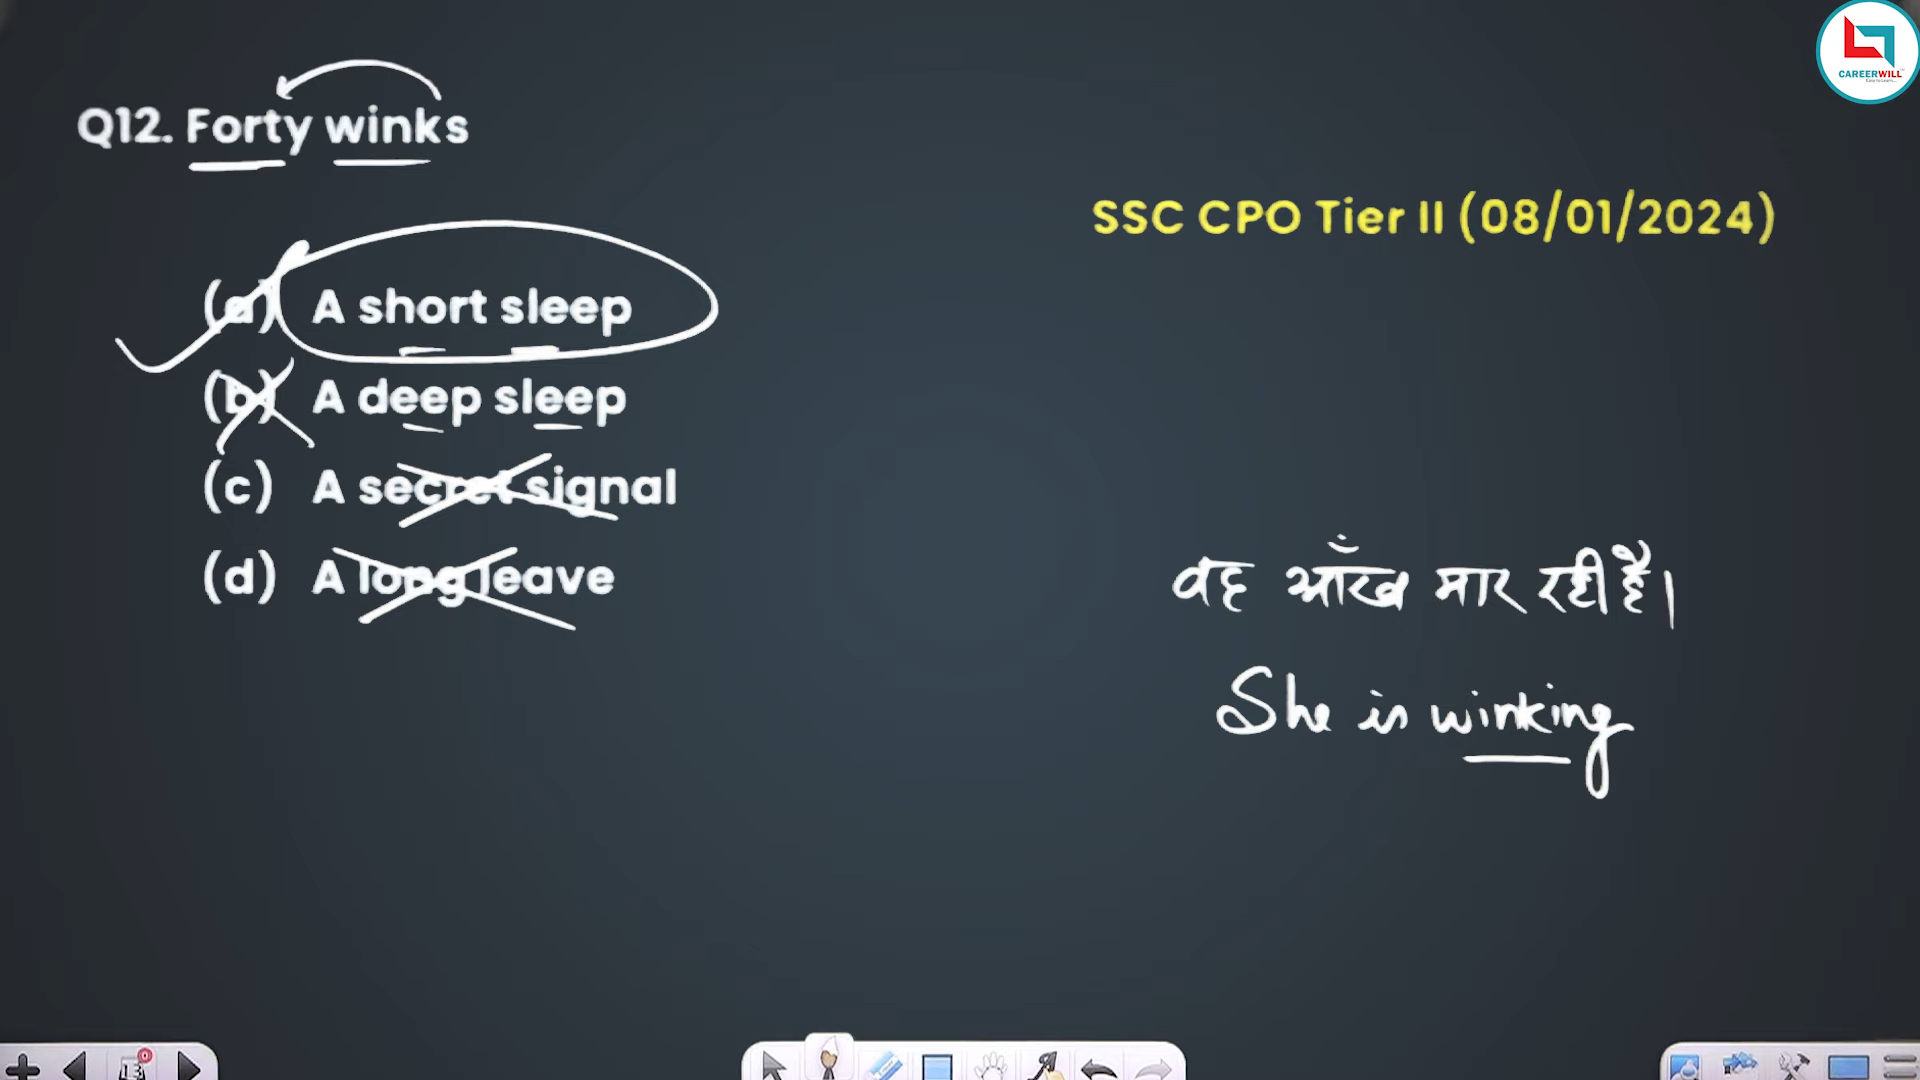 Q12. Forty winks
SSC CPO Tier II (08/01/2024)
(a) A short sleep
(b) A deep sleep
(c) A secret signal
(d) A long leave
वह आँख मार रही है।
She is winking
CAREERWILL